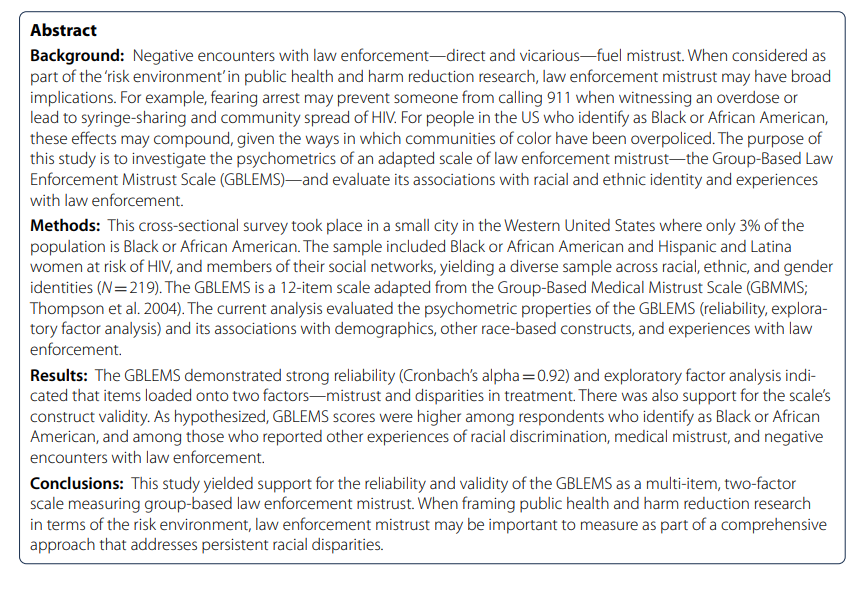 Abstract
Background: Negative encounters with law enforcement—direct and vicarious—fuel mistrust. When considered as
part of the ‘risk environment’ in public health and harm reduction research, law enforcement mistrust may have broad
implications. For example, fearing arrest may prevent someone from calling 911 when witnessing an overdose or
lead to syringe-sharing and community spread of HIV. For people in the US who identify as Black or African American,
these effects may compound, given the ways in which communities of color have been overpoliced. The purpose of
this study is to investigate the psychometrics of an adapted scale of law enforcement mistrust—the Group-Based Law
Enforcement Mistrust Scale (GBLEMS)—and evaluate its associations with racial and ethnic identity and experiences
with law enforcement.
Methods: This cross-sectional survey took place in a small city in the Western United States where only 3% of the
population is Black or African American. The sample included Black or African American and Hispanic and Latina
women at risk of HIV, and members of their social networks, yielding a diverse sample across racial, ethnic, and gender
identities (N = 219). The GBLEMS is a 12-item scale adapted from the Group-Based Medical Mistrust Scale (GBMMS;
Thompson et al. 2004). The current analysis evaluated the psychometric properties of the GBLEMS (reliability, explora-
tory factor analysis) and its associations with demographics, other race-based constructs, and experiences with law
enforcement.
Results: The GBLEMS demonstrated strong reliability (Cronbach’s alpha = 0.92) and exploratory factor analysis indi-
cated that items loaded onto two factors—mistrust and disparities in treatment. There was also support for the scale’s
construct validity. As hypothesized, GBLEMS scores were higher among respondents who identify as Black or African
American, and among those who reported other experiences of racial discrimination, medical mistrust, and negative
encounters with law enforcement.
Conclusions: This study yielded support for the reliability and validity of the GBLEMS as a multi-item, two-factor
scale measuring group-based law enforcement mistrust. When framing public health and harm reduction research
in terms of the risk environment, law enforcement mistrust may be important to measure as part of a comprehensive
approach that addresses persistent racial disparities.